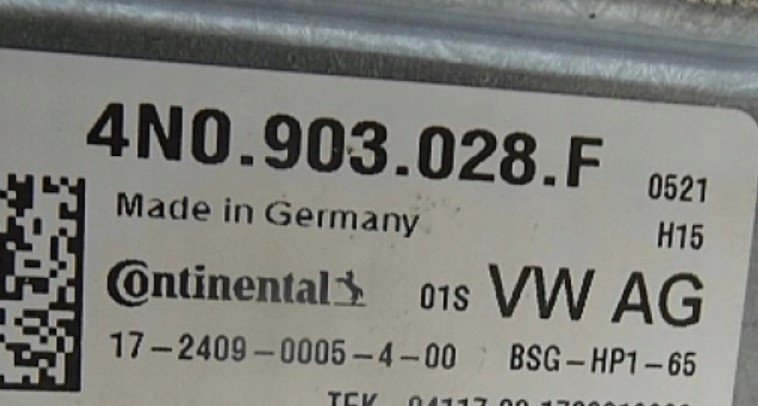 4N0.903.028.F 0521
Made in Germany H15
Continental 01S VW AG
17-2409-0005-4-00 BSG-HP1-65